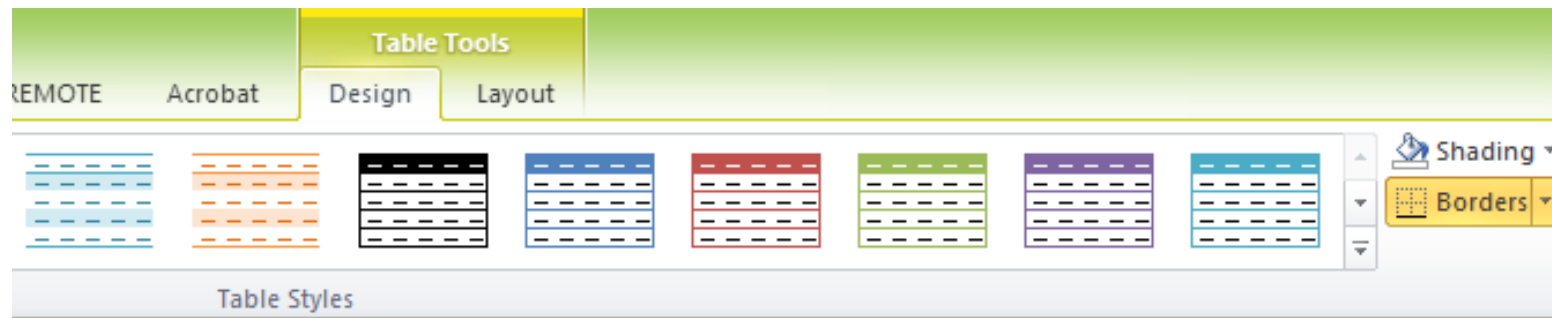 Table Tools
REMOTE Acrobat Design Layout
Shading
Borders
Table Styles